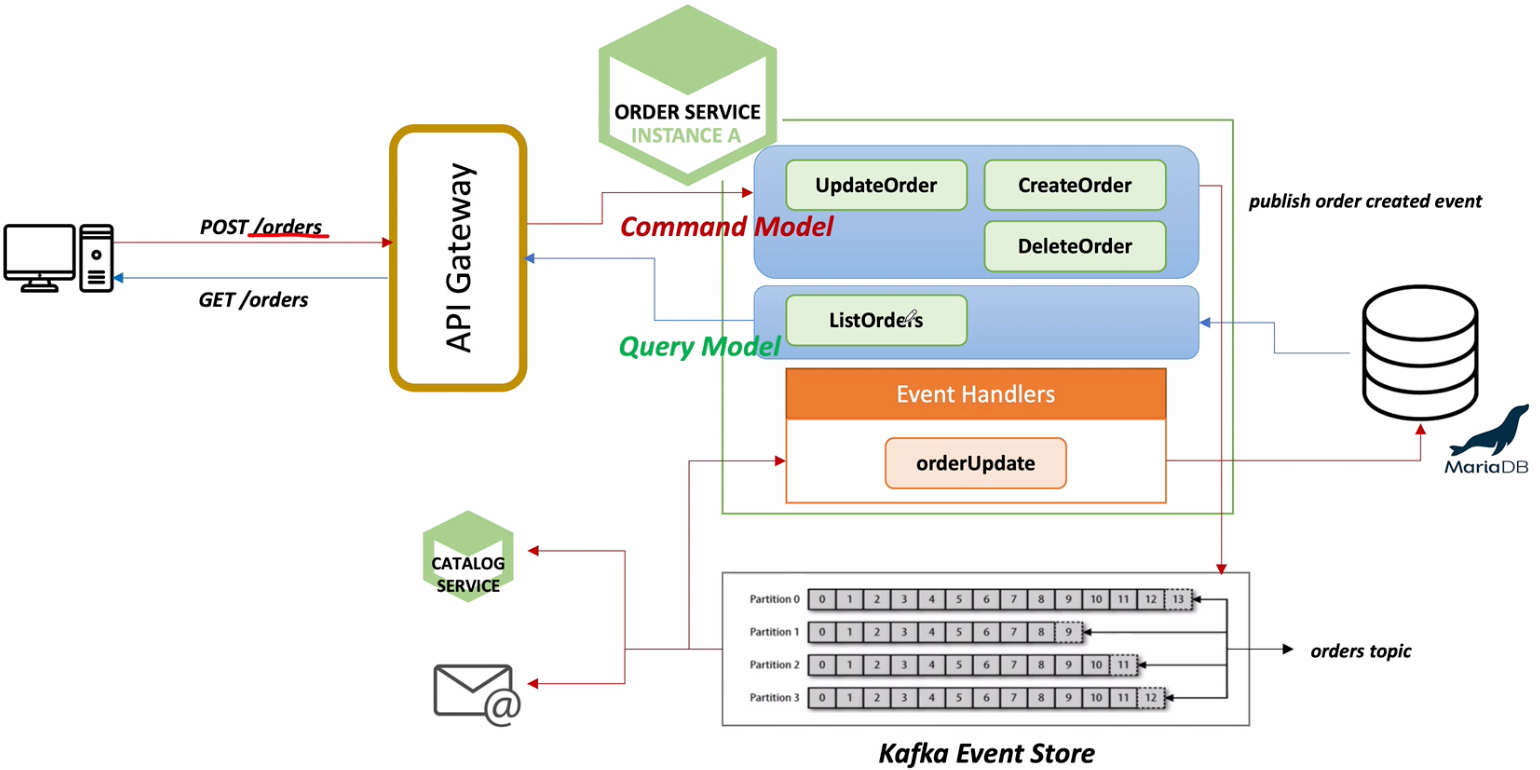 ORDER SERVICE
INSTANCE A
API Gateway
POST /orders
GET /orders
Command Model
UpdateOrder
CreateOrder
DeleteOrder
publish order created event
Query Model
ListOrders
Event Handlers
orderUpdate
MariaDB
CATALOG
SERVICE
@
Partition 0 0 1 2 3 4 5 6 7 8 9 10 11 12 13
Partition 1 0 1 2 3 4 5 6 7 8 9
Partition 2 0 1 2 3 4 5 6 7 8 9 10 11
Partition 3 0 1 2 3 4 5 6 7 8 9 10 11 12
orders topic
Kafka Event Store